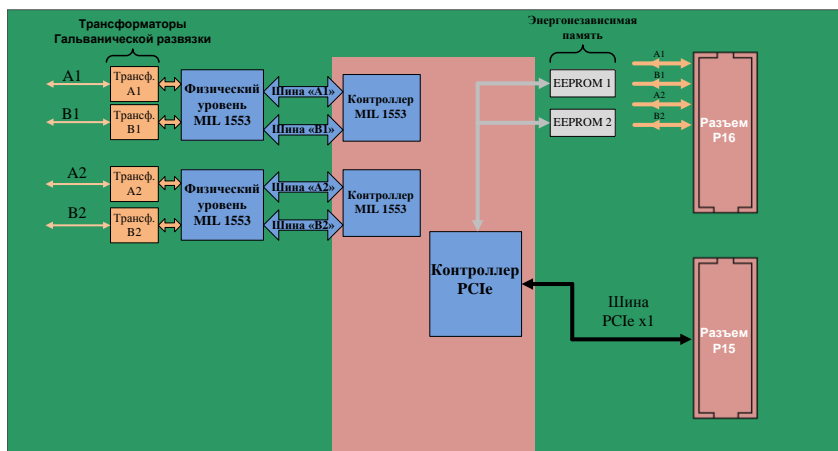 Трансформаторы
Гальванической развязки
Энергонезависимая
память
A1
Трансф.
A1
B1
Трансф.
B1
Физический
уровень
MIL 1553
Шина «A1»
Шина «B1»
Контроллер
MIL 1553
A2
Трансф.
A2
B2
Трансф.
B2
Физический
уровень
MIL 1553
Шина «A2»
Шина «B2»
Контроллер
MIL 1553
EEPROM 1
EEPROM 2
A1
B1
A2
B2
Разъем
P16
Контроллер
PCIe
Шина
PCIe x1
Разъем
P15